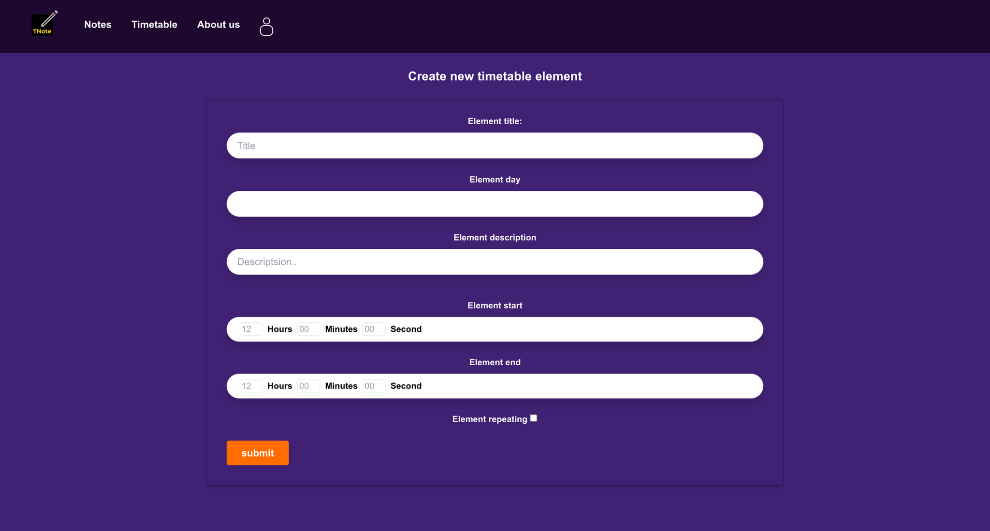 TNote
Notes Timetable About us
Create new timetable element
Element title:
Title
Element day
Element description
Descriptsion..
Element start
12 Hours 00 Minutes 00 Second
Element end
12 Hours 00 Minutes 00 Second
Element repeating
submit